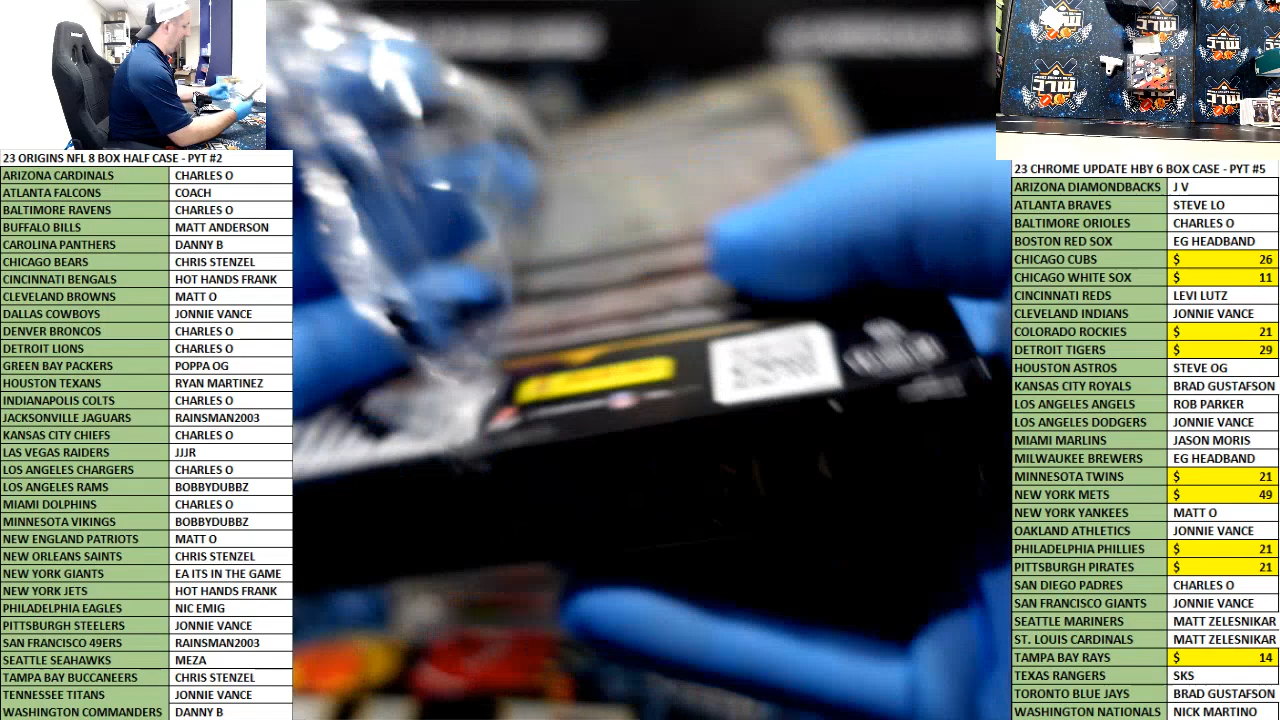 23 ORIGINS NFL 8 BOX HALF CASE - PYT #2
ARIZONA CARDINALS CHARLES O
ATLANTA FALCONS COACH
BALTIMORE RAVENS CHARLES O
BUFFALO BILLS MATT ANDERSON
CAROLINA PANTHERS DANNY B
CHICAGO BEARS CHRIS STENZEL
CINCINNATI BENGALS HOT HANDS FRANK
CLEVELAND BROWNS MATT O
DALLAS COWBOYS JONNIE VANCE
DENVER BRONCOS CHARLES O
DETROIT LIONS CHARLES O
GREEN BAY PACKERS POPPA OG
HOUSTON TEXANS RYAN MARTINEZ
INDIANAPOLIS COLTS CHARLES O
JACKSONVILLE JAGUARS RAINSMAN2003
KANSAS CITY CHIEFS CHARLES O
LAS VEGAS RAIDERS JJJR
LOS ANGELES CHARGERS CHARLES O
LOS ANGELES RAMS BOBBYDUBBZ
MIAMI DOLPHINS CHARLES O
MINNESOTA VIKINGS BOBBYDUBBZ
NEW ENGLAND PATRIOTS MATT O
NEW ORLEANS SAINTS CHRIS STENZEL
NEW YORK GIANTS EA ITS IN THE GAME
NEW YORK JETS HOT HANDS FRANK
PHILADELPHIA EAGLES NIC EMIG
PITTSBURGH STEELERS JONNIE VANCE
SAN FRANCISCO 49ERS RAINSMAN2003
SEATTLE SEAHAWKS MEZA
TAMPA BAY BUCCANEERS CHRIS STENZEL
TENNESSEE TITANS JONNIE VANCE
WASHINGTON COMMANDERS DANNY B
23 CHROME UPDATE HBY 6 BOX CASE - PYT #5
ARIZONA DIAMONDBACKS J V
ATLANTA BRAVES STEVE LO
BALTIMORE ORIOLES CHARLES O
BOSTON RED SOX EG HEADBAND
CHICAGO CUBS $ 26
CHICAGO WHITE SOX $ 11
CINCINNATI REDS LEVI LUTZ
CLEVELAND INDIANS JONNIE VANCE
COLORADO ROCKIES $ 21
DETROIT TIGERS $ 29
HOUSTON ASTROS STEVE OG
KANSAS CITY ROYALS BRAD GUSTAFSON
LOS ANGELS ANGELS ROB PARKER
LOS ANGELES DODGERS JONNIE VANCE
MIAMI MARLINS JASON MORIS
MILWAUKEE BREWERS EG HEADBAND
MINNESOTA TWINS $ 21
NEW YORK METS $ 49
NEW YORK YANKEES MATT O
OAKLAND ATHLETICS JONNIE VANCE
PHILADELPHIA PHILLIES $ 21
PITTSBURGH PIRATES $ 21
SAN DIEGO PADRES CHARLES O
SAN FRANCISCO GIANTS JONNIE VANCE
SEATTLE MARINERS MATT ZELESNIKAR
ST. LOUIS CARDINALS MATT ZELESNIKAR
TAMPA BAY RAYS $ 14
TEXAS RANGERS SKS
TORONTO BLUE JAYS BRAD GUSTAFSON
WASHINGTON NATIONALS NICK MARTINO